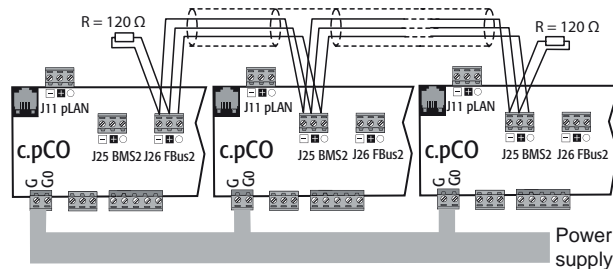 R = 120 Ω
R = 120 Ω
J11 pLAN
J11 pLAN
J11 pLAN
J25 BMS2 J26 FBus2
J25 BMS2 J26 FBus2
J25 BMS2 J26 FBus2
c.pCO
c.pCO
c.pCO
G G0
G G0
G G0
Power
supply